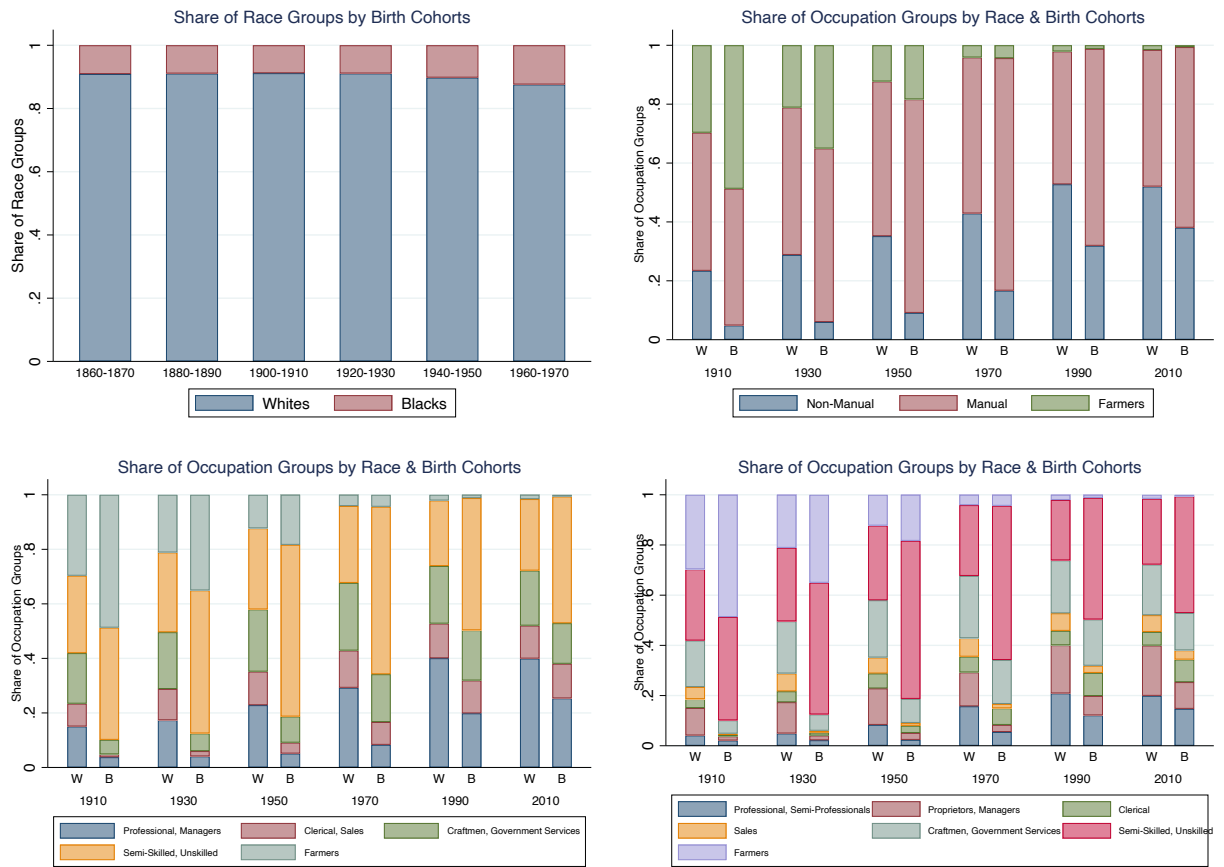 Share of Race Groups by Birth Cohorts
Share of Race Groups
1
.8
.6
.4
.2
0
1860-1870 1880-1890 1900-1910 1920-1930 1940-1950 1960-1970
Whites Blacks
Share of Occupation Groups by Race & Birth Cohorts
Share of Occupation Groups
1
.8
.6
.4
.2
0
W B W B W B W B W B W B
1910 1930 1950 1970 1990 2010
Non-Manual Manual Farmers
Share of Occupation Groups by Race & Birth Cohorts
Share of Occupation Groups
1
.8
.6
.4
.2
0
W B W B W B W B W B W B
1910 1930 1950 1970 1990 2010
Professional, Managers Clerical, Sales Craftmen, Government Services
Semi-Skilled, Unskilled Farmers
Share of Occupation Groups by Race & Birth Cohorts
Share of Occupation Groups
1
.8
.6
.4
.2
0
W B W B W B W B W B W B
1910 1930 1950 1970 1990 2010
Professional, Semi-Professionals Proprietors, Managers Clerical
Sales Craftmen, Government Services Semi-Skilled, Unskilled
Farmers